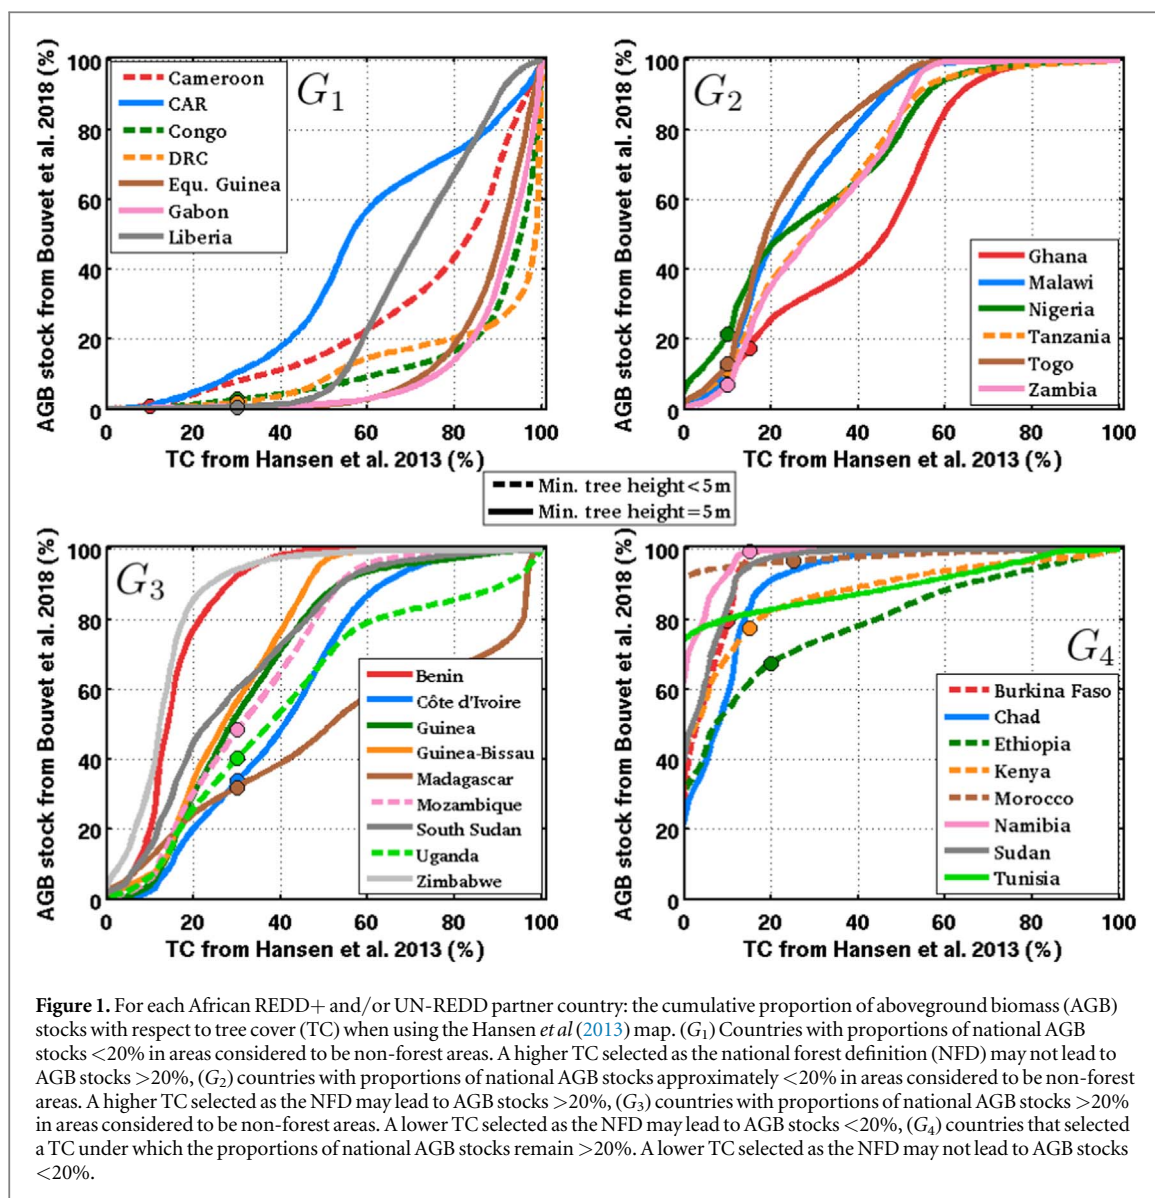 AGB stock from Bouvet et al. 2018 (%)
100
80
60
40
20
0
Cameroon
CAR
Congo
DRC
Equ. Guinea
Gabon
Liberia
G1
0 20 40 60 80 100
TC from Hansen et al. 2013 (%)
AGB stock from Bouvet et al. 2018 (%)
100
80
60
40
20
0
G2
Ghana
Malawi
Nigeria
Tanzania
Togo
Zambia
0 20 40 60 80 100
TC from Hansen et al. 2013 (%)
Min. tree height<5m
Min. tree height=5m
AGB stock from Bouvet et al. 2018 (%)
100
80
60
40
20
0
G3
Benin
Côte d'Ivoire
Guinea
Guinea-Bissau
Madagascar
Mozambique
South Sudan
Uganda
Zimbabwe
0 20 40 60 80 100
TC from Hansen et al. 2013 (%)
AGB stock from Bouvet et al. 2018 (%)
100
80
60
40
20
0
G4
Burkina Faso
Chad
Ethiopia
Kenya
Morocco
Namibia
Sudan
Tunisia
0 20 40 60 80 100
TC from Hansen et al. 2013 (%)
Figure 1. For each African REDD+ and/or UN-REDD partner country: the cumulative proportion of aboveground biomass (AGB)
stocks with respect to tree cover (TC) when using the Hansen et al (2013) map. (G1) Countries with proportions of national AGB
stocks <20% in areas considered to be non-forest areas. A higher TC selected as the national forest definition (NFD) may not lead to
AGB stocks >20%, (G2) countries with proportions of national AGB stocks approximately <20% in areas considered to be non-forest
areas. A higher TC selected as the NFD may lead to AGB stocks >20%, (G3) countries with proportions of national AGB stocks >20%
in areas considered to be non-forest areas. A lower TC selected as the NFD may lead to AGB stocks <20%, (G4) countries that selected
a TC under which the proportions of national AGB stocks remain >20%. A lower TC selected as the NFD may not lead to AGB stocks
<20%.